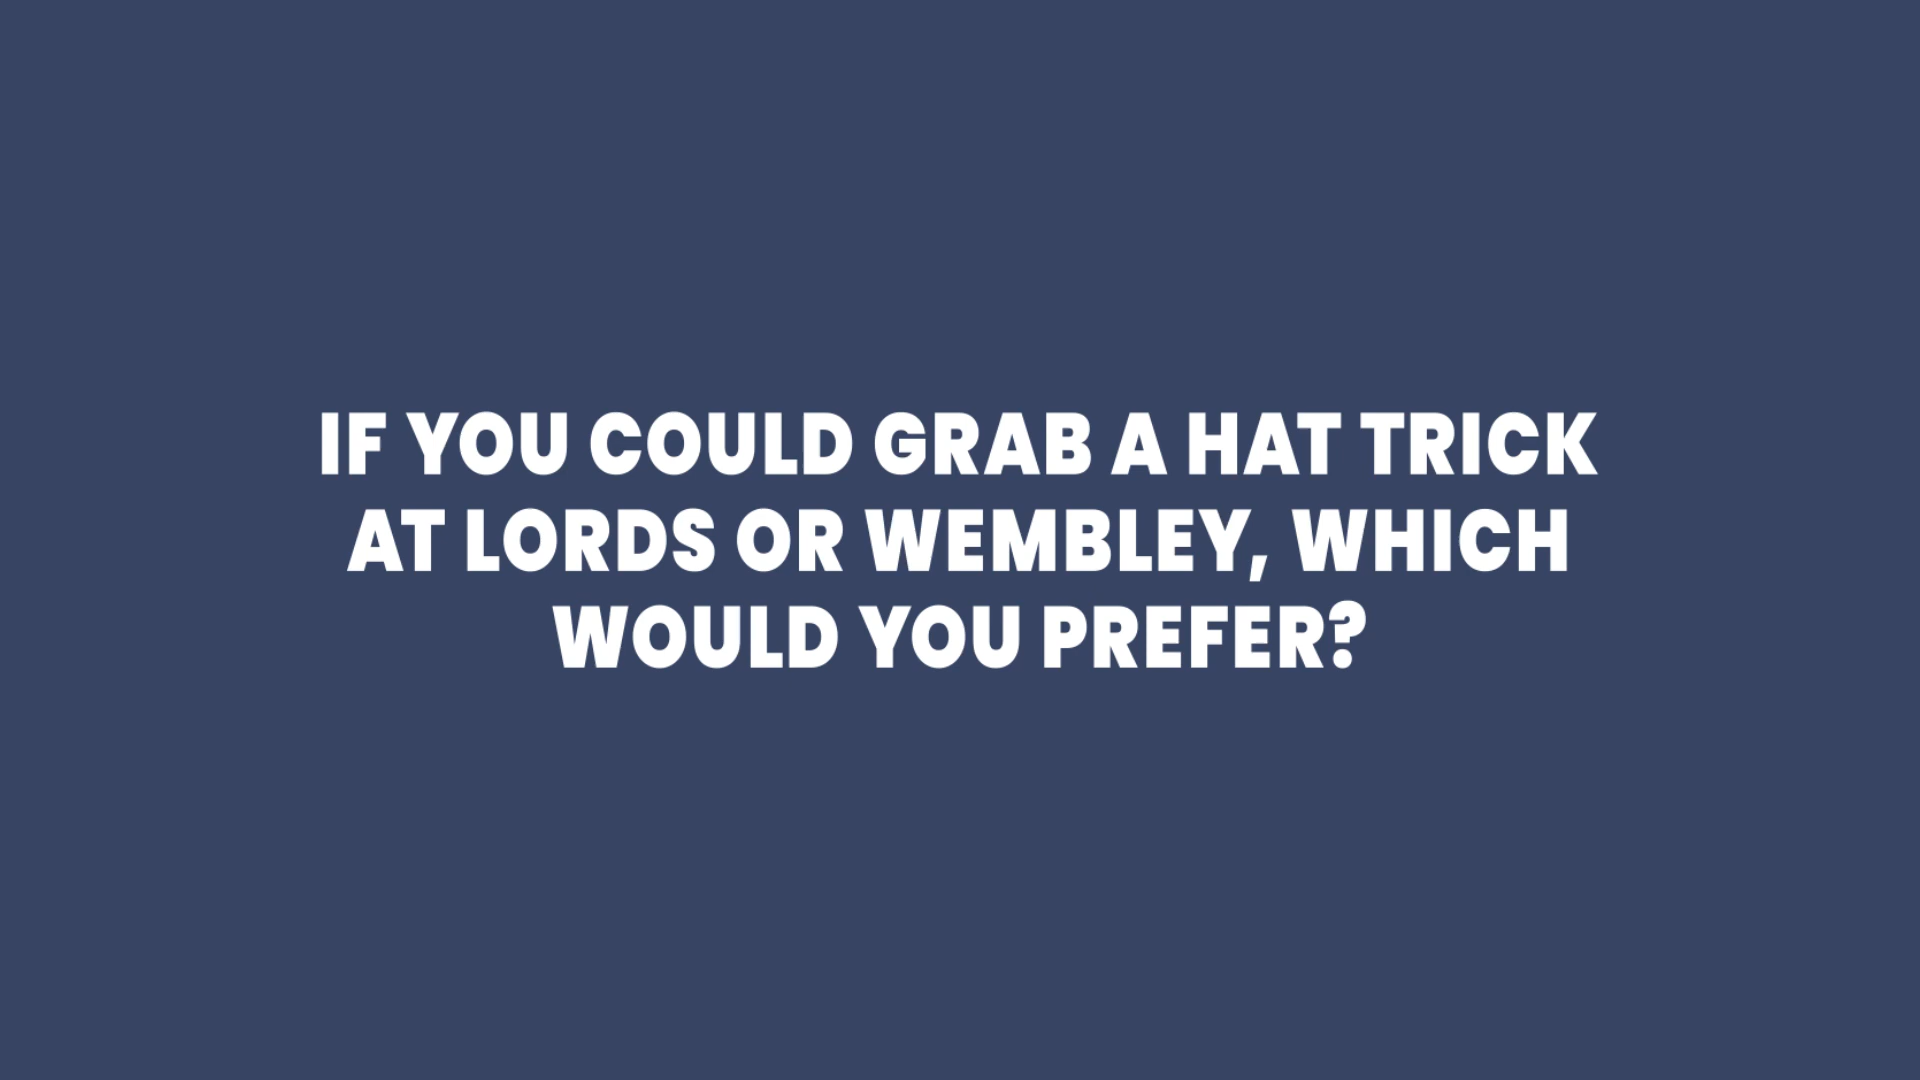 IF YOU COULD GRAB A HAT TRICK
AT LORDS OR WEMBLEY, WHICH
WOULD YOU PREFER?